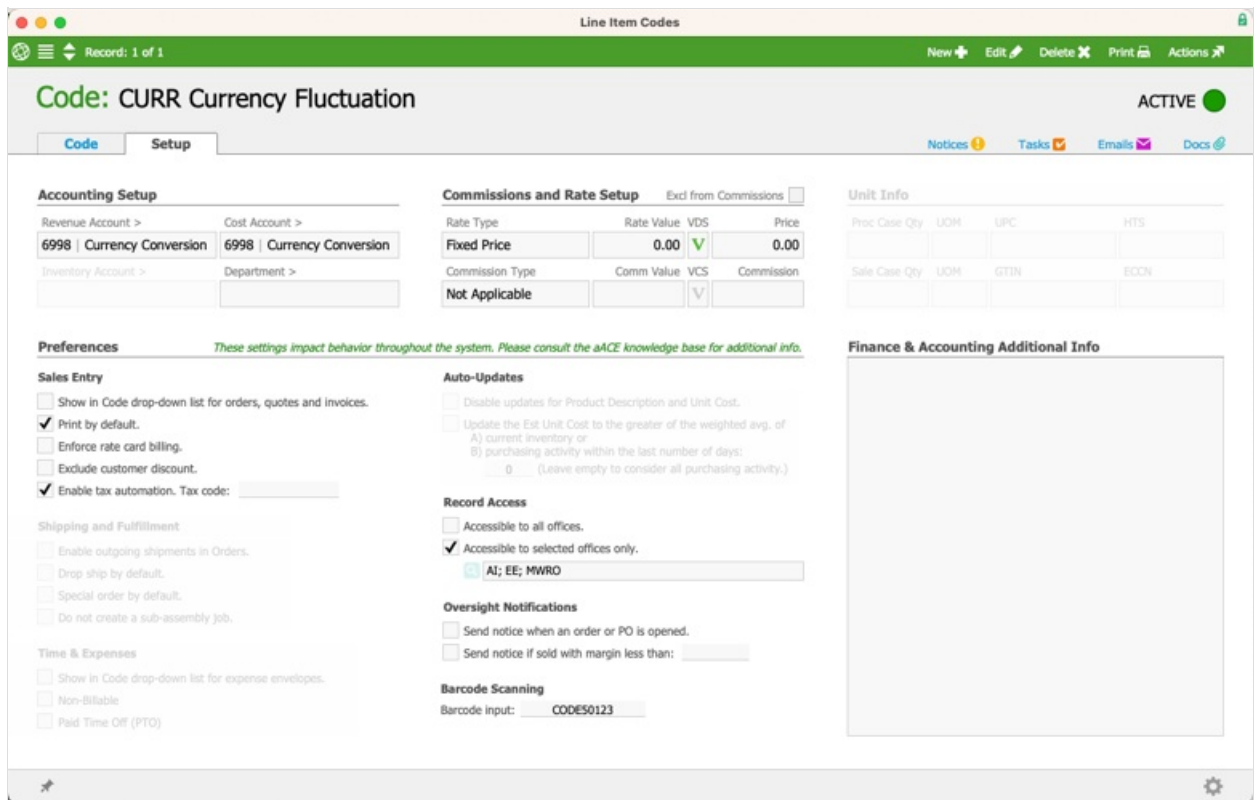 Line Item Codes
Record: 1 of 1
New Edit Delete Print Actions
Code: CURR Currency Fluctuation
ACTIVE
Code Setup
Notices Tasks Emails Docs
Accounting Setup
Revenue Account > Cost Account >
6998 | Currency Conversion 6998 | Currency Conversion
Inventory Account > Department >
Commissions and Rate Setup Excl from Commissions
Rate Type Rate Value VDS Price
Fixed Price 0.00 V 0.00
Commission Type Comm Value VCS Commission
Not Applicable V
Unit Info
Proc Case Qty UOM UPC HTS
Sale Case Qty UOM GTIN ECCN
Preferences These settings impact behavior throughout the system. Please consult the aACE knowledge base for additional info.
Sales Entry
Show in Code drop-down list for orders, quotes and invoices.
Print by default.
Enforce rate card billing.
Exclude customer discount.
Enable tax automation. Tax code:
Shipping and Fulfillment
Enable outgoing shipments in Orders.
Drop ship by default.
Special order by default.
Do not create a sub-assembly job.
Time & Expenses
Show in Code drop-down list for expense envelopes.
Non-Billable
Paid Time Off (PTO)
Auto-Updates
Disable updates for Product Description and Unit Cost.
Update the Est Unit Cost to the greater of the weighted avg. of
A) current inventory or
B) purchasing activity within the last number of days:
0 (Leave empty to consider all purchasing activity.)
Record Access
Accessible to all offices.
Accessible to selected offices only.
AI; EE; MWRO
Oversight Notifications
Send notice when an order or PO is opened.
Send notice if sold with margin less than:
Barcode Scanning
Barcode input: CODE50123
Finance & Accounting Additional Info